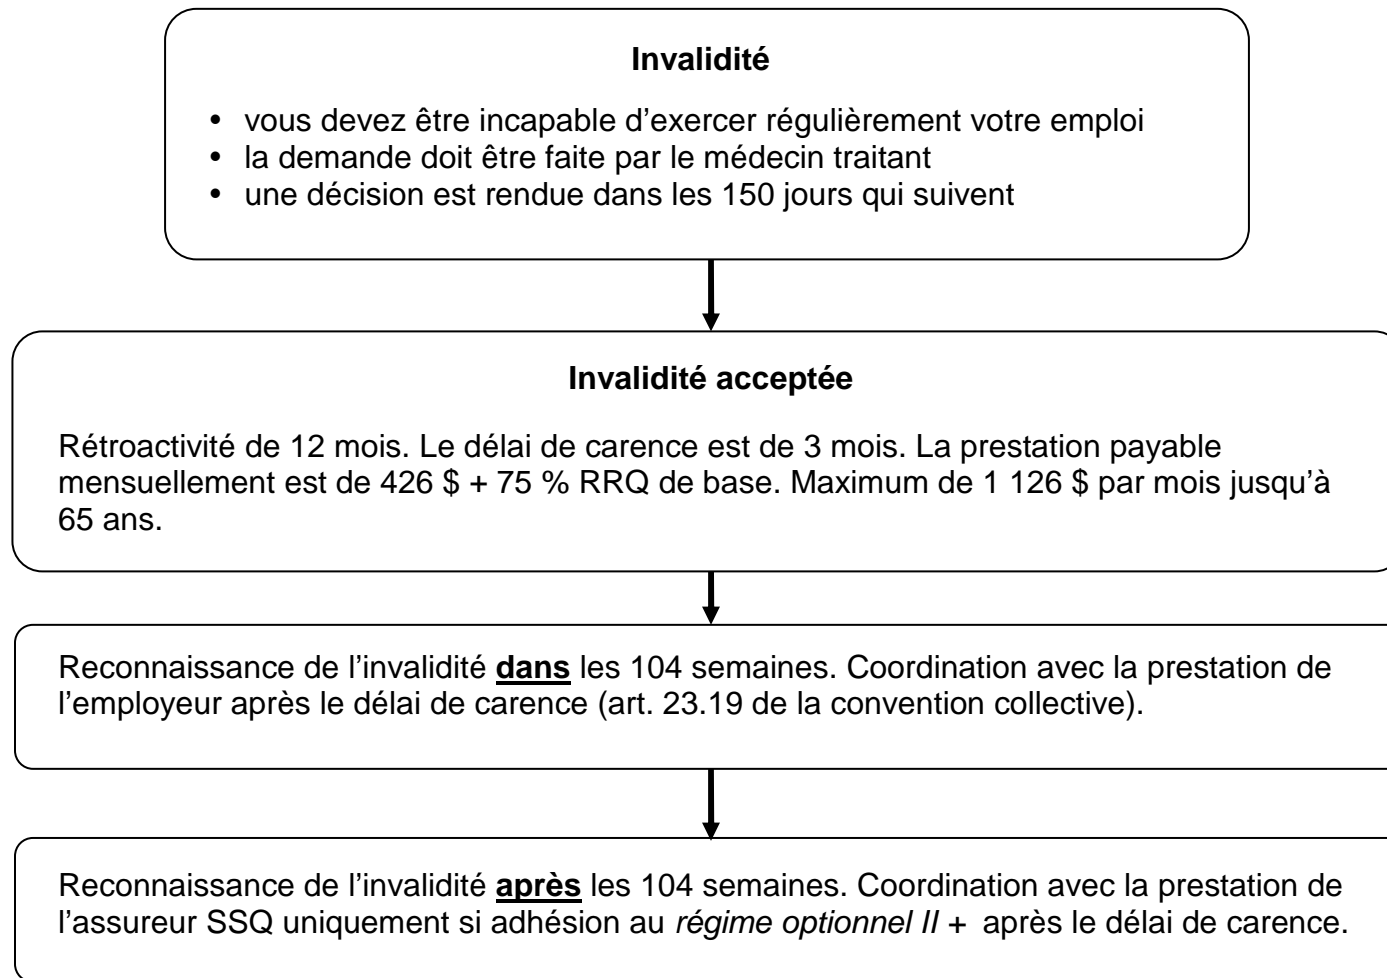 Invalidité
• vous devez être incapable d’exercer régulièrement votre emploi
• la demande doit être faite par le médecin traitant
• une décision est rendue dans les 150 jours qui suivent
Invalidité acceptée
Rétroactivité de 12 mois. Le délai de carence est de 3 mois. La prestation payable
mensuellement est de 426 $ + 75 % RRQ de base. Maximum de 1 126 $ par mois jusqu’à
65 ans.
Reconnaissance de l’invalidité dans les 104 semaines. Coordination avec la prestation de
l’employeur après le délai de carence (art. 23.19 de la convention collective).
Reconnaissance de l’invalidité après les 104 semaines. Coordination avec la prestation de
l’assureur SSQ uniquement si adhésion au régime optionnel II + après le délai de carence.